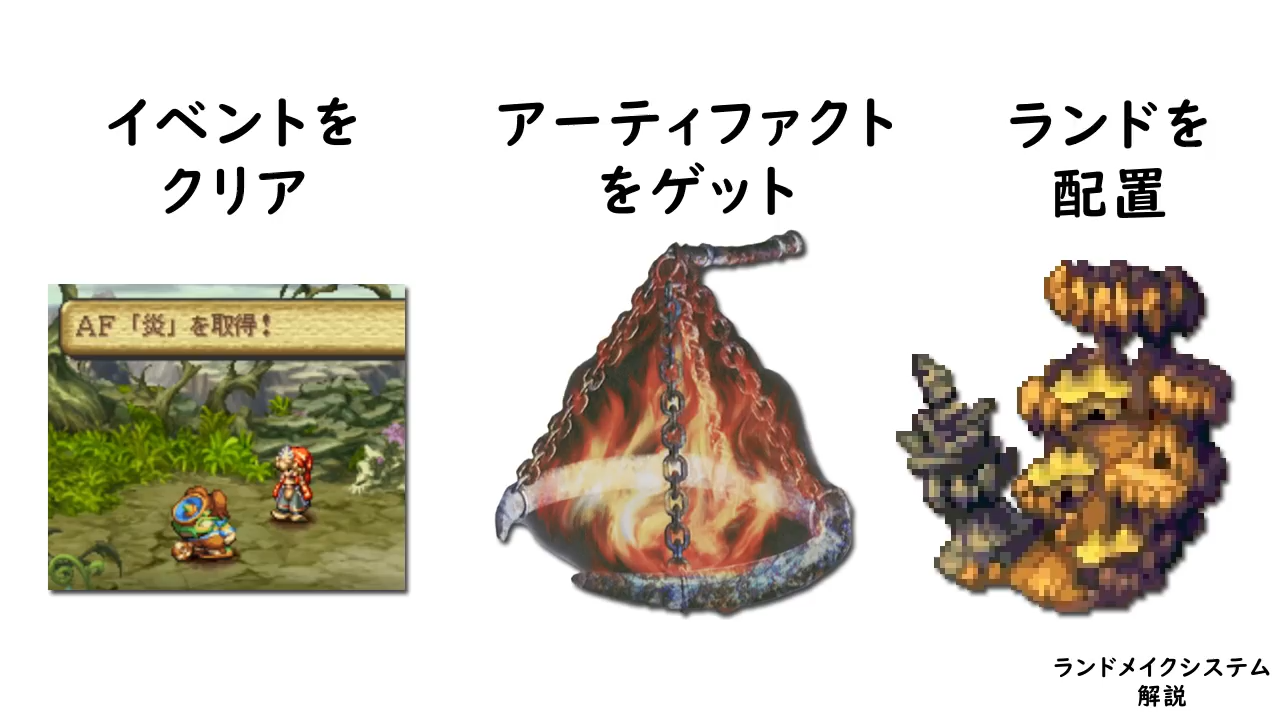 イベントを
クリア
アーティファクト
をゲット
ランドを
配置
AF「炎」を取得!
ランドメイクシステム
解説